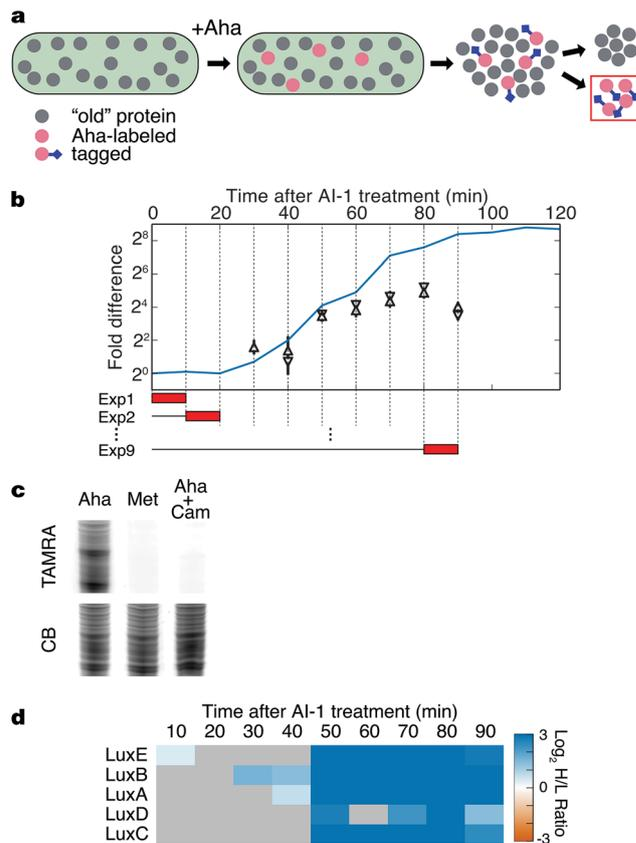 a
+Aha
"old" protein
Aha-labeled
tagged
b
Time after AI-1 treatment (min)
0 20 40 60 80 100 120
Fold difference
2⁸
2⁶
2⁴
2²
2⁰
Exp1
Exp2
Exp9
c
Aha Met Aha + Cam
TAMRA
CB
d
Time after AI-1 treatment (min)
10 20 30 40 50 60 70 80 90
LuxE
LuxB
LuxA
LuxD
LuxC
3
0
-3
Log₂ H/L Ratio